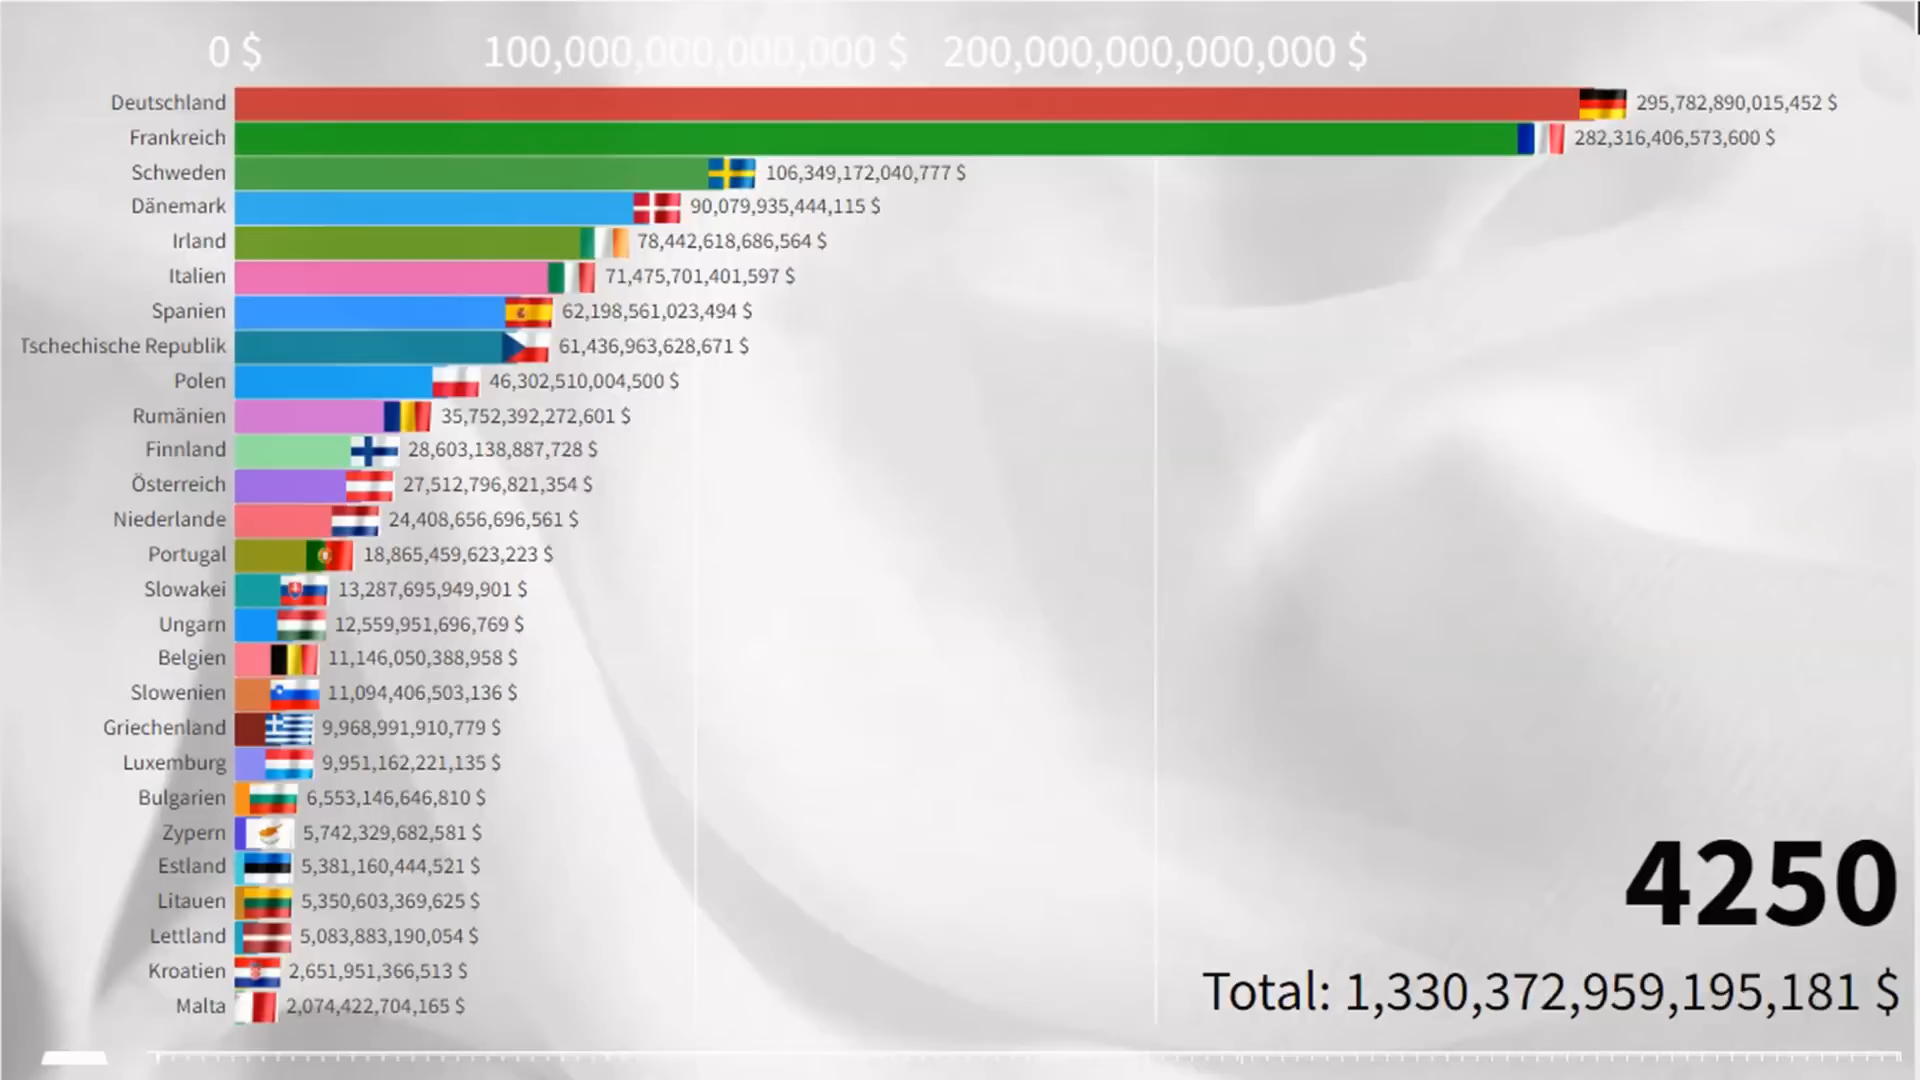 0 $ 100,000,000,000,000 $ 200,000,000,000,000 $
Deutschland 295,782,890,015,452 $
Frankreich 282,316,406,573,600 $
Schweden 106,349,172,040,777 $
Dänemark 90,079,935,444,115 $
Irland 78,442,618,686,564 $
Italien 71,475,701,401,597 $
Spanien 62,198,561,023,494 $
Tschechische Republik 61,436,963,628,671 $
Polen 46,302,510,004,500 $
Rumänien 35,752,392,272,601 $
Finnland 28,603,138,887,728 $
Österreich 27,512,796,821,354 $
Niederlande 24,408,656,696,561 $
Portugal 18,865,459,623,223 $
Slowakei 13,287,695,949,901 $
Ungarn 12,559,951,696,769 $
Belgien 11,146,050,388,958 $
Slowenien 11,094,406,503,136 $
Griechenland 9,968,991,910,779 $
Luxemburg 9,951,162,221,135 $
Bulgarien 6,553,146,646,810 $
Zypern 5,742,329,682,581 $
Estland 5,381,160,444,521 $
Litauen 5,350,603,369,625 $
Lettland 5,083,883,190,054 $
Kroatien 2,651,951,366,513 $
Malta 2,074,422,704,165 $
4250
Total: 1,330,372,959,195,181 $